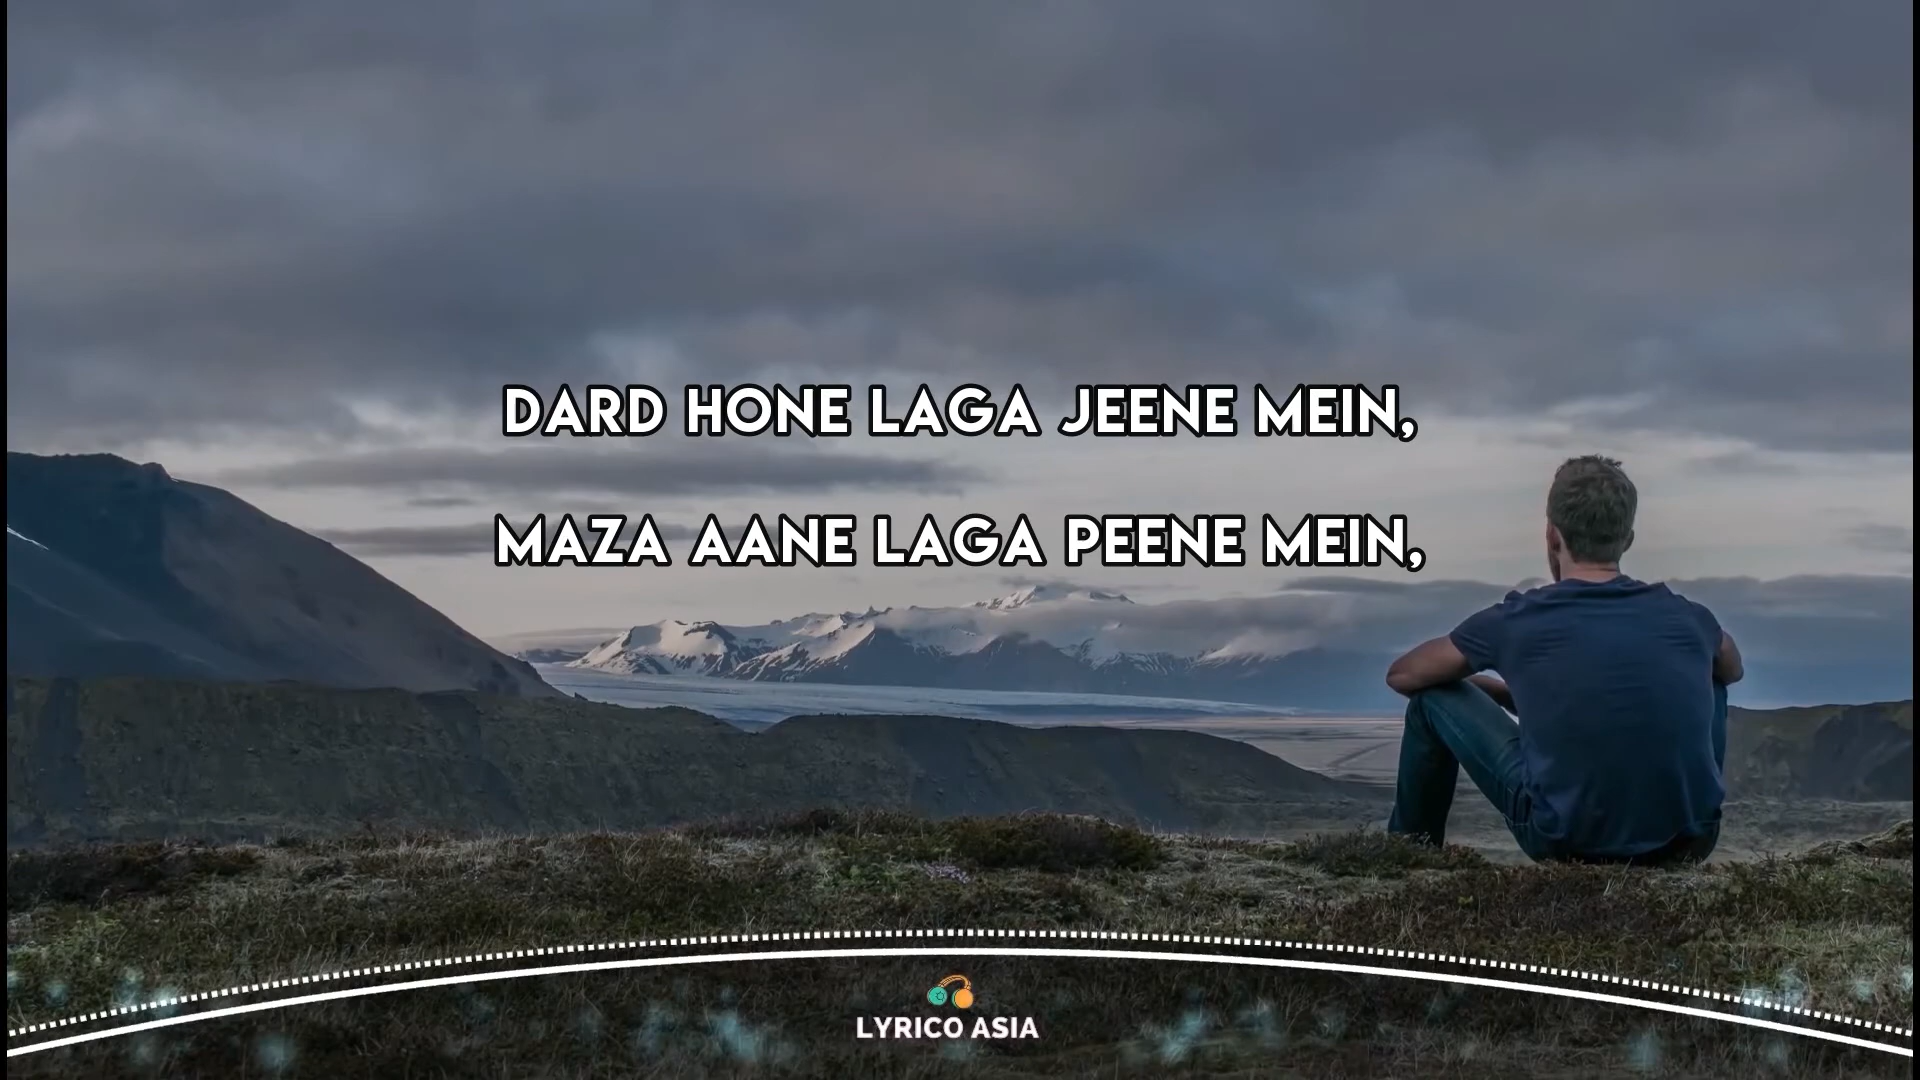 DARD HONE LAGA JEENE MEIN,
MAZA AANE LAGA PEENE MEIN,
LYRICO ASIA